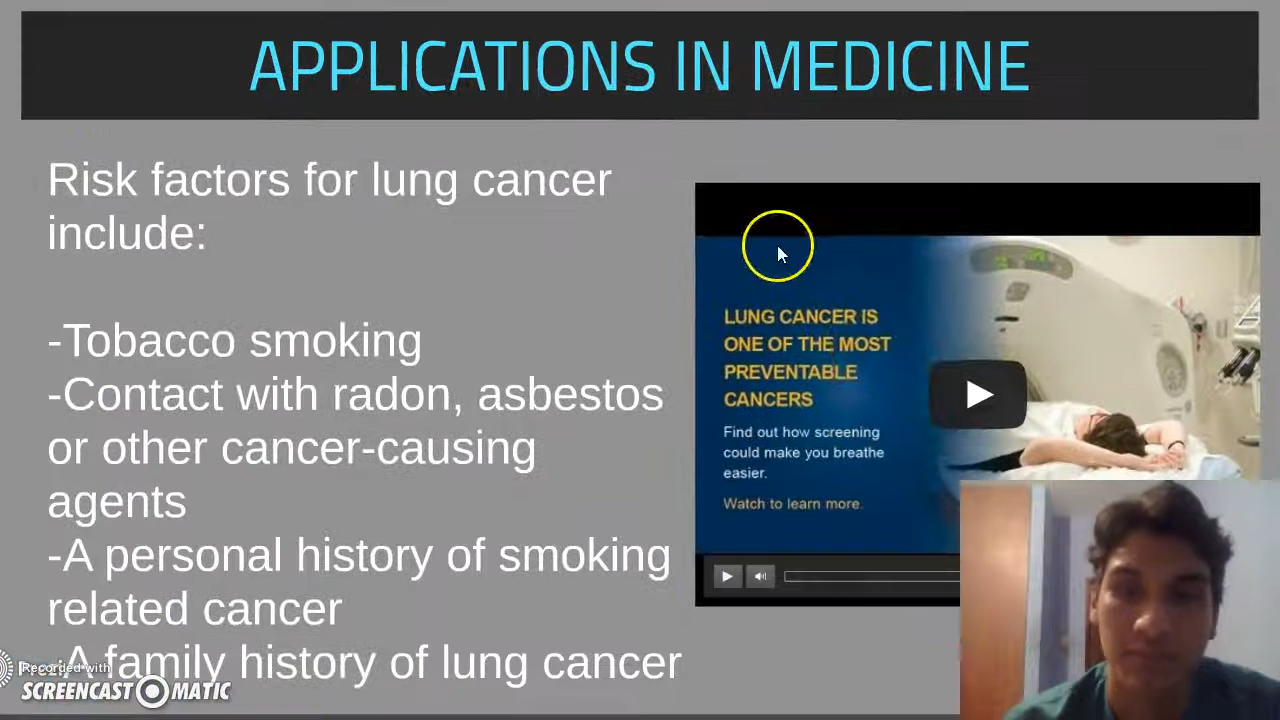 APPLICATIONS IN MEDICINE
Risk factors for lung cancer
include:
-Tobacco smoking
-Contact with radon, asbestos
or other cancer-causing
agents
-A personal history of smoking
related cancer
-A family history of lung cancer
LUNG CANCER IS
ONE OF THE MOST
PREVENTABLE
CANCERS
Find out how screening
could make you breathe
easier.
Watch to learn more.
Recorded with
SCREENCAST MATIC